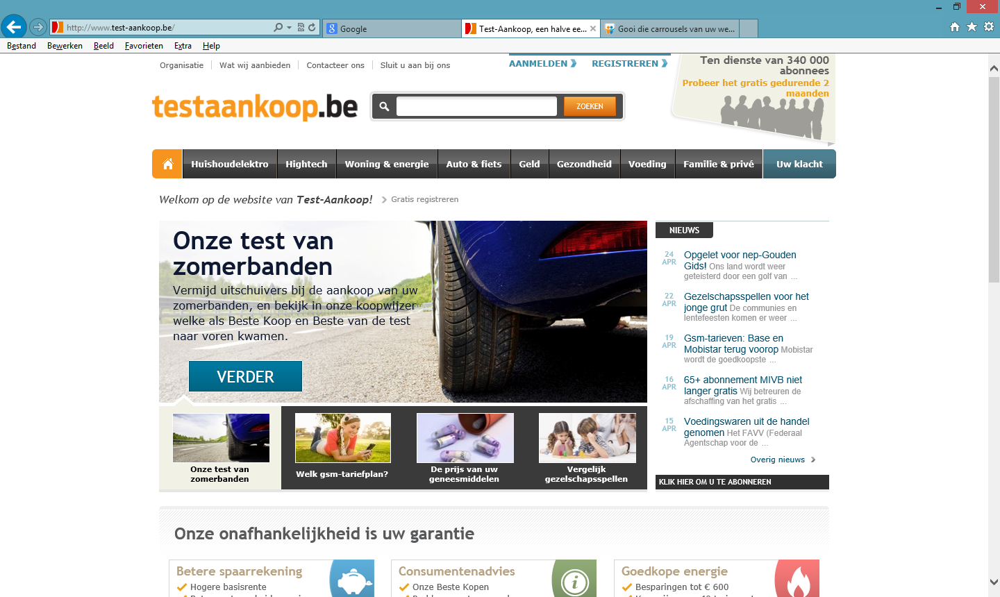 http://www.test-aankoop.be/
Google
Test-Aankoop, een halve ee...
Gooi die carrousels van uw we...
Bestand Bewerken Beeld Favorieten Extra Help
Organisatie Wat wij aanbieden Contacteer ons Sluit u aan bij ons
AANMELDEN REGISTREREN
Ten dienste van 340 000
abonnees
Probeer het gratis gedurende 2
maanden
testaankoop.be
ZOEKEN
Huishoudelektro Hightech Woning & energie Auto & fiets Geld Gezondheid Voeding Familie & privé Uw klacht
Welkom op de website van Test-Aankoop! Gratis registreren
Onze test van
zomerbanden
Vermijd uitschuivers bij de aankoop van uw
zomerbanden, en bekijk in onze koopwijzer
welke als Beste Koop en Beste van de test
naar voren kwamen.
VERDER
Onze test van
zomerbanden
Welk gsm-tariefplan?
De prijs van uw
geneesmiddelen
Vergelijk
gezelschapsspellen
NIEUWS
24
APR
Opgelet voor nep-Gouden
Gids! Ons land wordt weer
geteisterd door een golf van ...
22
APR
Gezelschapsspellen voor het
jonge grut De communies en
lentefeesten komen er weer ...
19
APR
Gsm-tarieven: Base en
Mobistar terug voorop Mobistar
wordt de goedkoopste ...
16
APR
65+ abonnement MIVB niet
langer gratis Wij betreuren de
afschaffing van het gratis ...
15
APR
Voedingswaren uit de handel
genomen Het FAVV (Federaal
Agentschap voor de ...
Overig nieuws
KLIK HIER OM U TE ABONNEREN
Onze onafhankelijkheid is uw garantie
Betere spaarrekening
Hogere basisrente
Consumentenadvies
Onze Beste Kopen
Goedkope energie
Besparingen tot € 600